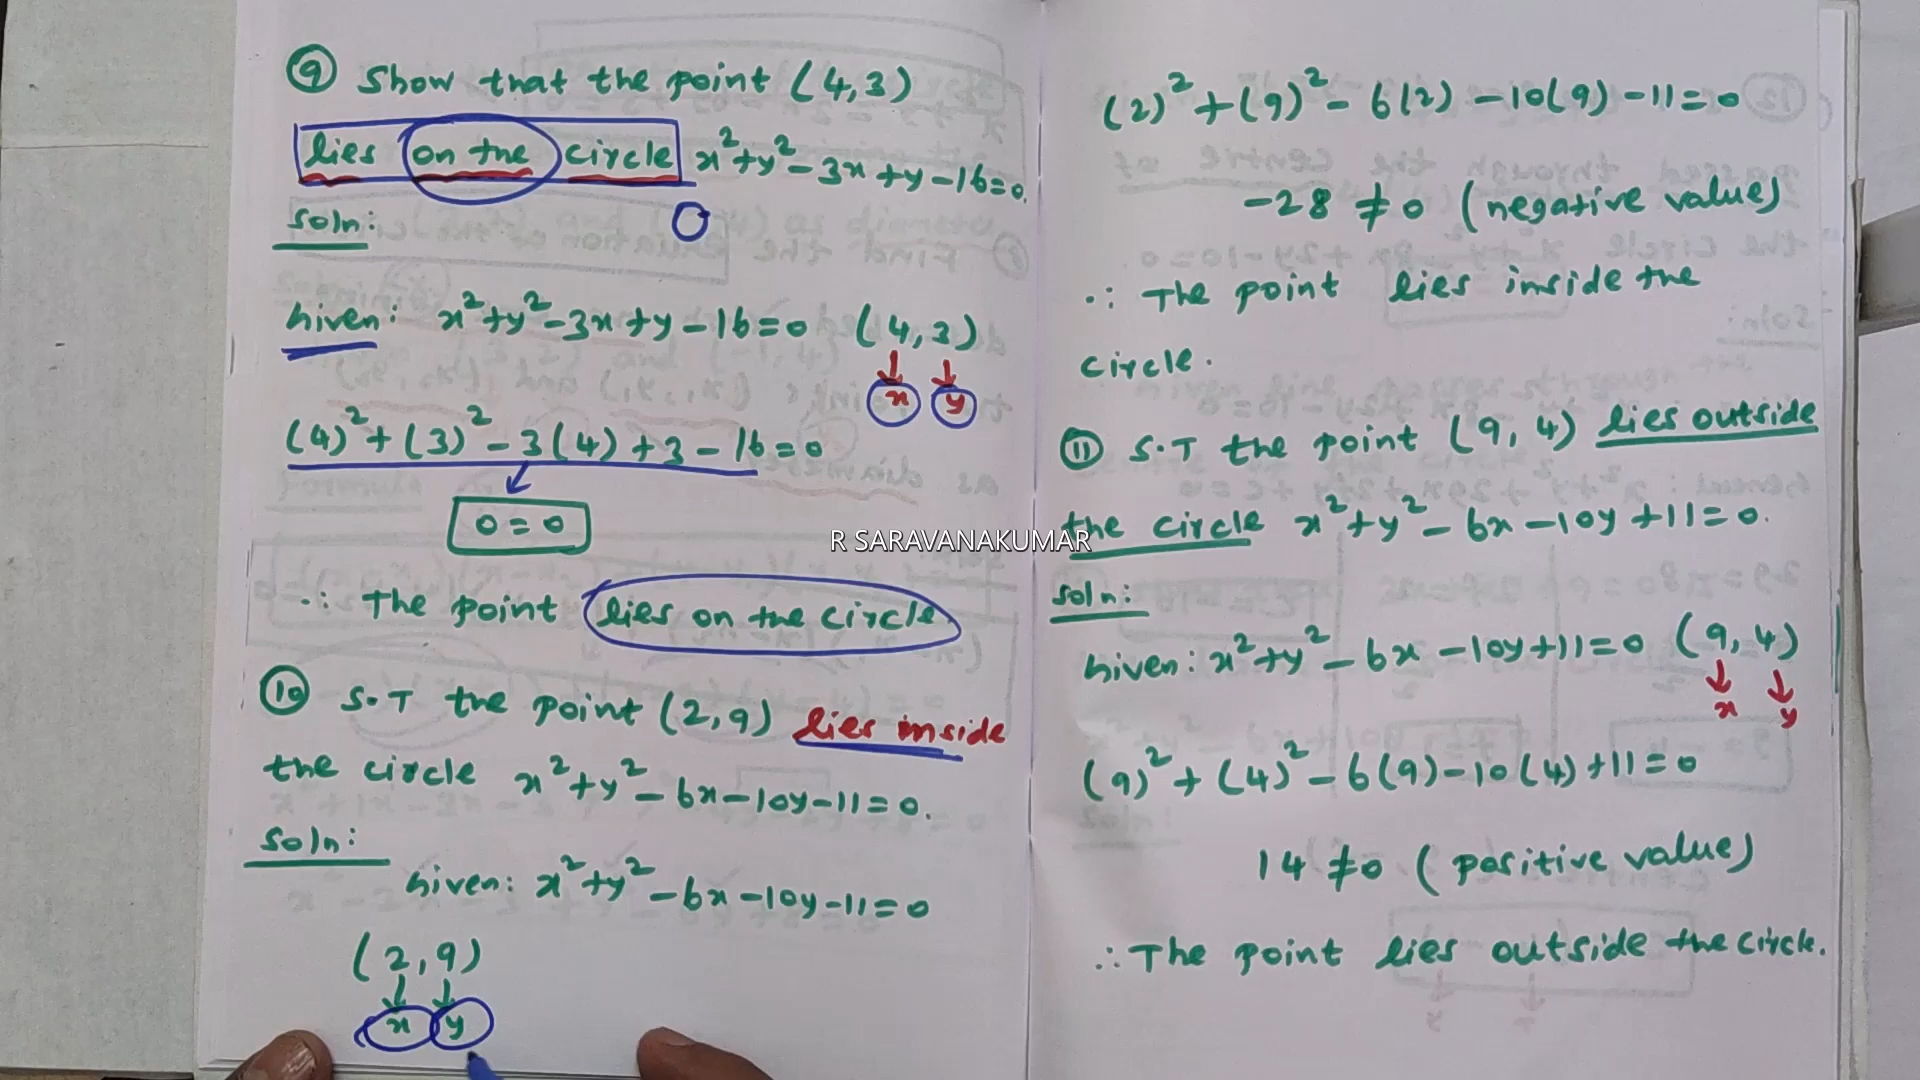 9 Show that the point (4,3)
lies on the circle x²+y²-3x+y-16=0.
Soln:
Given: x²+y²-3x+y-16=0 (4,3)
x y
(4)²+(3)²-3(4)+3-16=0
0=0
∴ The point lies on the circle.
10 S.T the point (2,9) lies inside
the circle x²+y²-6x-10y-11=0.
Soln:
Given: x²+y²-6x-10y-11=0
(2,9)
x y
(2)²+(9)²-6(2)-10(9)-11=0
-28≠0 (negative value)
∴ The point lies inside the
circle.
11 S.T the point (9,4) lies outside
the circle x²+y²-6x-10y+11=0.
Soln:
Given: x²+y²-6x-10y+11=0 (9,4)
x y
(9)²+(4)²-6(9)-10(4)+11=0
14≠0 (positive value)
∴ The point lies outside the circle.
R SARAVANAKUMAR